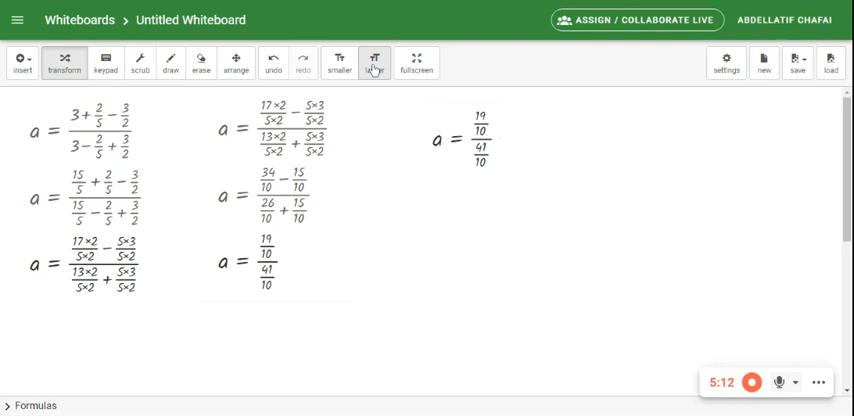 Whiteboards > Untitled Whiteboard
ASSIGN / COLLABORATE LIVE
ABDELLATIF CHAFAI
insert transform keypad scrub draw erase arrange undo redo smaller larger fullscreen settings new save load
a = (3 + 2/5 − 3/2) / (3 − 2/5 + 3/2)
a = (15/5 + 2/5 − 3/2) / (15/5 − 2/5 + 3/2)
a = (17×2/5×2 − 5×3/5×2) / (13×2/5×2 + 5×3/5×2)
a = (17×2/5×2 − 5×3/5×2) / (13×2/5×2 + 5×3/5×2)
a = (34/10 − 15/10) / (26/10 + 15/10)
a = (19/10) / (41/10)
a = (19/10) / (41/10)
5:12
Formulas